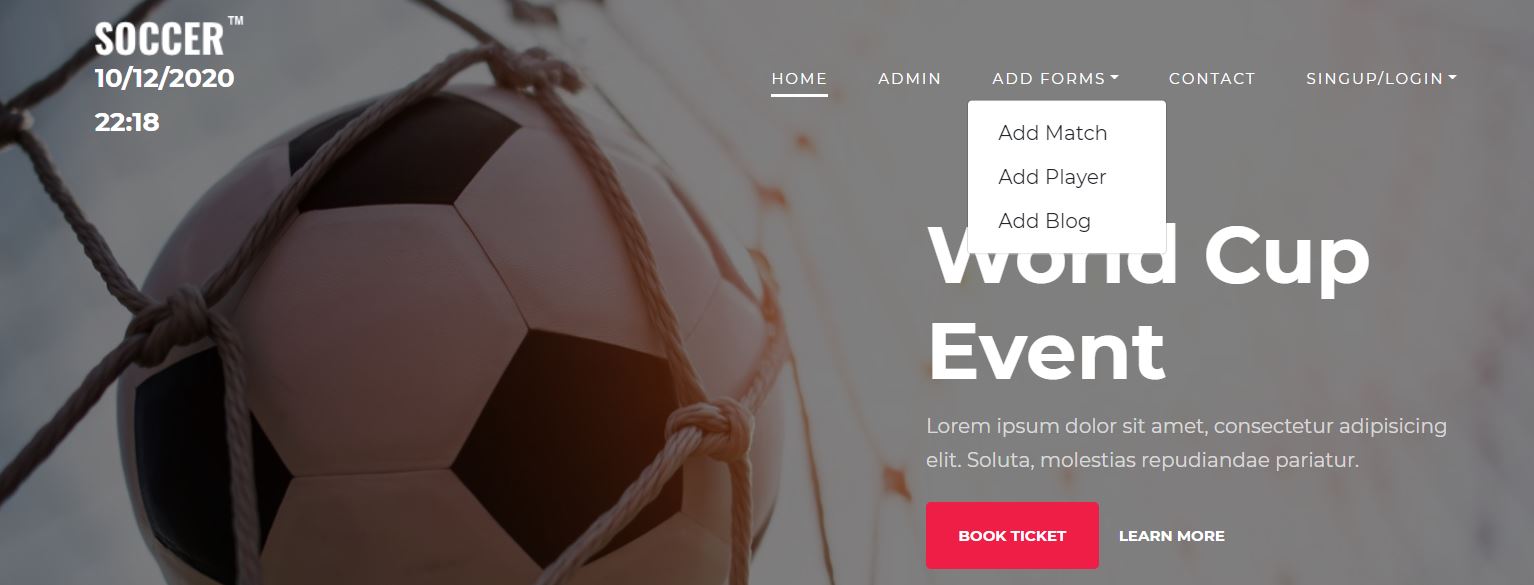 SOCCER™
10/12/2020
22:18
HOME ADMIN ADD FORMS CONTACT SINGUP/LOGIN
Add Match
Add Player
Add Blog
World Cup
Event
Lorem ipsum dolor sit amet, consectetur adipisicing
elit. Soluta, molestias repudiandae pariatur.
BOOK TICKET LEARN MORE